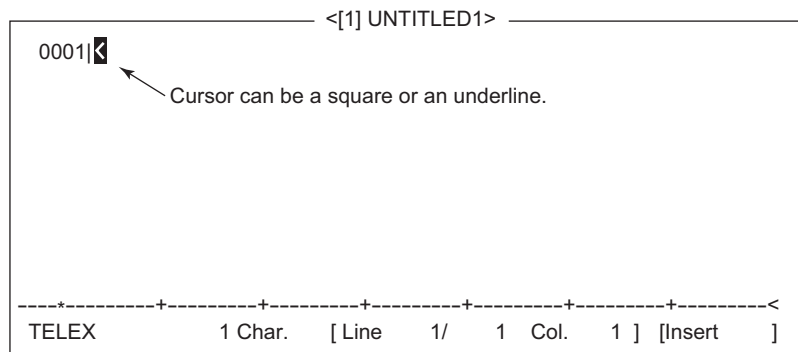 <[1] UNTITLED1>
0001|<
Cursor can be a square or an underline.
----*---------+---------+---------+---------+---------+---------+---------<
TELEX 1 Char. [ Line 1/ 1 Col. 1 ] [Insert ]